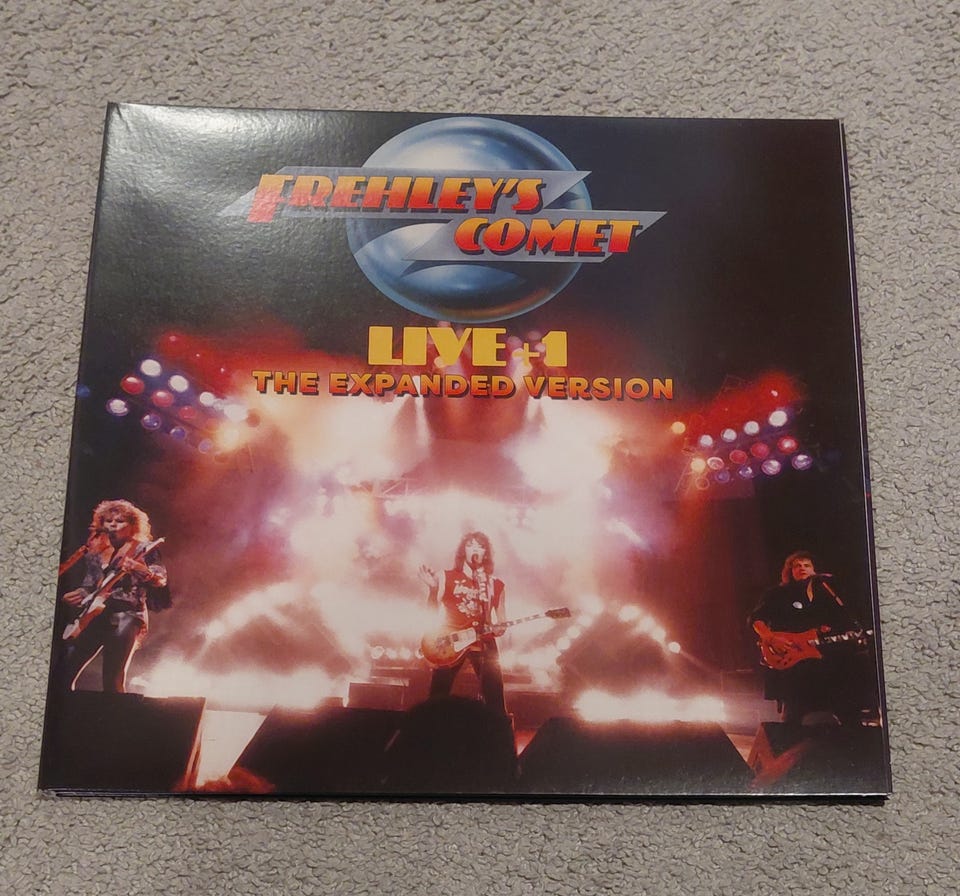 FREHLEY'S
COMET
LIVE +1
THE EXPANDED VERSION